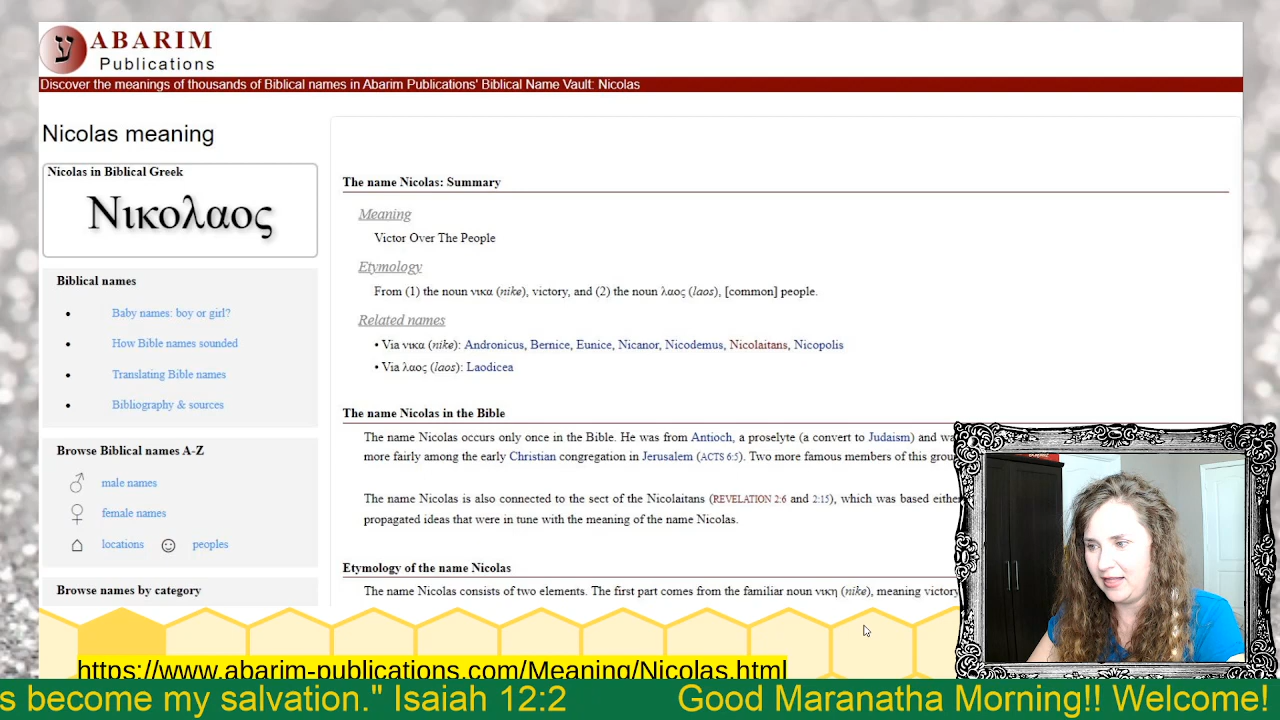 ABARIM
Publications
Discover the meanings of thousands of Biblical names in Abarim Publications' Biblical Name Vault: Nicolas
Nicolas meaning
Nicolas in Biblical Greek
Νικολαος
Biblical names
• Baby names: boy or girl?
• How Bible names sounded
• Translating Bible names
• Bibliography & sources
Browse Biblical names A-Z
♂ male names
♀ female names
locations ☺ peoples
Browse names by category
The name Nicolas: Summary
Meaning
Victor Over The People
Etymology
From (1) the noun νικα (nike), victory, and (2) the noun λαος (laos), [common] people.
Related names
• Via νικα (nike): Andronicus, Bernice, Eunice, Nicanor, Nicodemus, Nicolaitans, Nicopolis
• Via λαος (laos): Laodicea
The name Nicolas in the Bible
The name Nicolas occurs only once in the Bible. He was from Antioch, a proselyte (a convert to Judaism) and wa
more fairly among the early Christian congregation in Jerusalem (ACTS 6:5). Two more famous members of this grou
The name Nicolas is also connected to the sect of the Nicolaitans (REVELATION 2:6 and 2:15), which was based either
propagated ideas that were in tune with the meaning of the name Nicolas.
Etymology of the name Nicolas
The name Nicolas consists of two elements. The first part comes from the familiar noun νικη (nike), meaning victory
https://www.abarim-publications.com/Meaning/Nicolas.html
s become my salvation." Isaiah 12:2 Good Maranatha Morning!! Welcome!